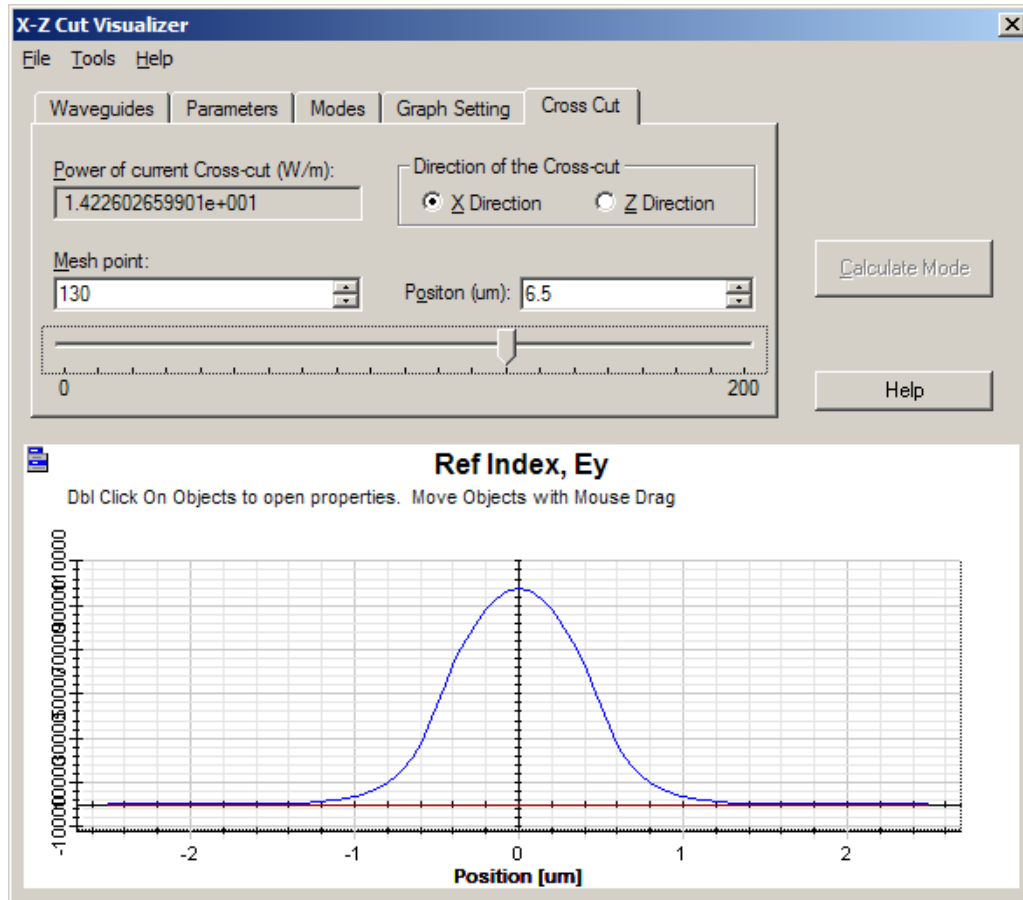 X-Z Cut Visualizer
File Tools Help
Waveguides Parameters Modes Graph Setting Cross Cut
Power of current Cross-cut (W/m):
1.422602659901e+001
Direction of the Cross-cut
X Direction Z Direction
Mesh point:
130
Positon (um): 6.5
Calculate Mode
0 200
Help
Ref Index, Ey
Dbl Click On Objects to open properties. Move Objects with Mouse Drag
-2 -1 0 1 2
Position [um]